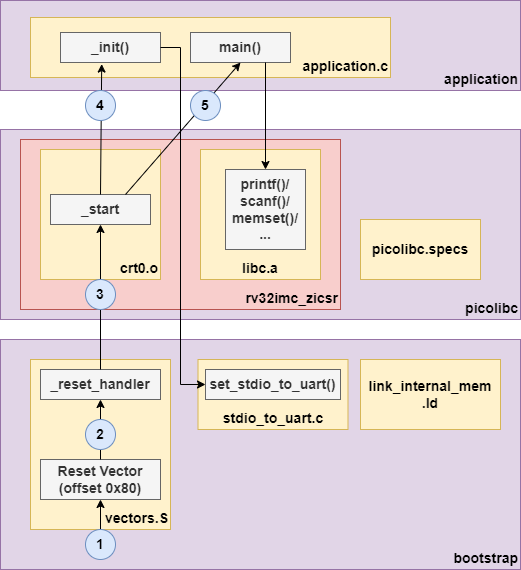 _init()
main()
application.c
application
4
5
_start
printf()/
scanf()/
memset()/
...
crt0.o
libc.a
picolibc.specs
3
rv32imc_zicsr
picolibc
_reset_handler
set_stdio_to_uart()
link_internal_mem
.ld
stdio_to_uart.c
2
Reset Vector
(offset 0x80)
vectors.S
1
bootstrap